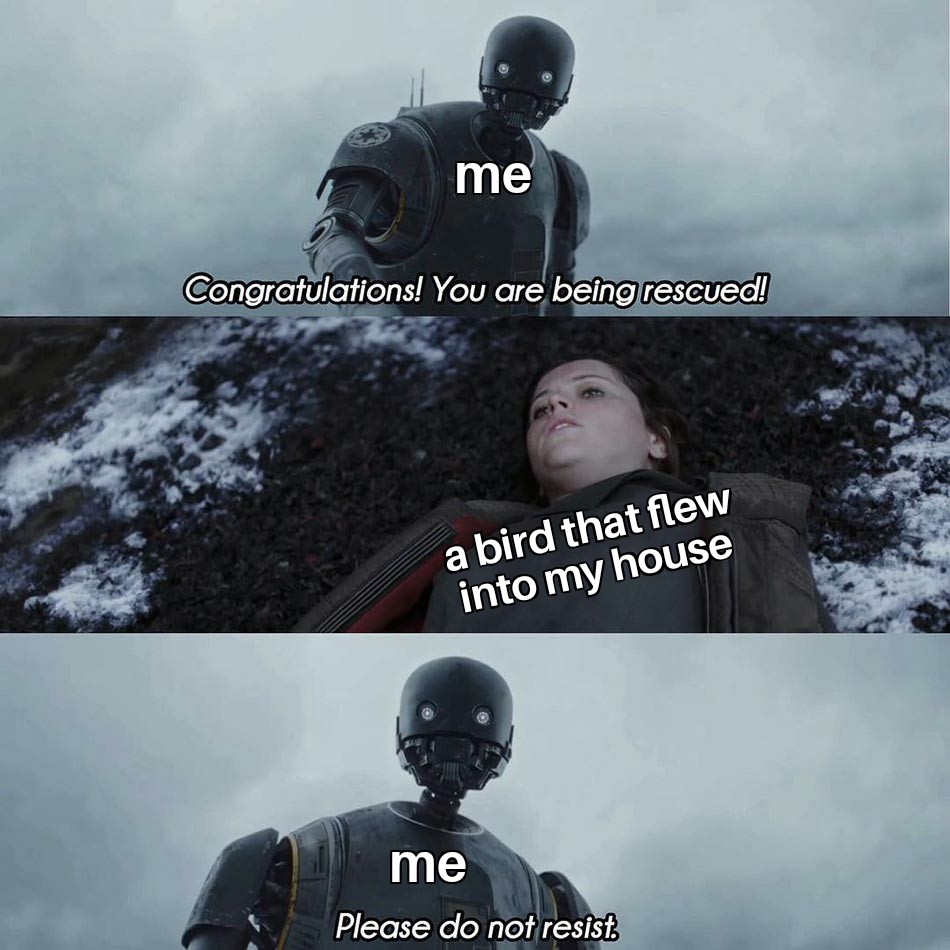 me
Congratulations! You are being rescued!
a bird that flew
into my house
me
Please do not resist.